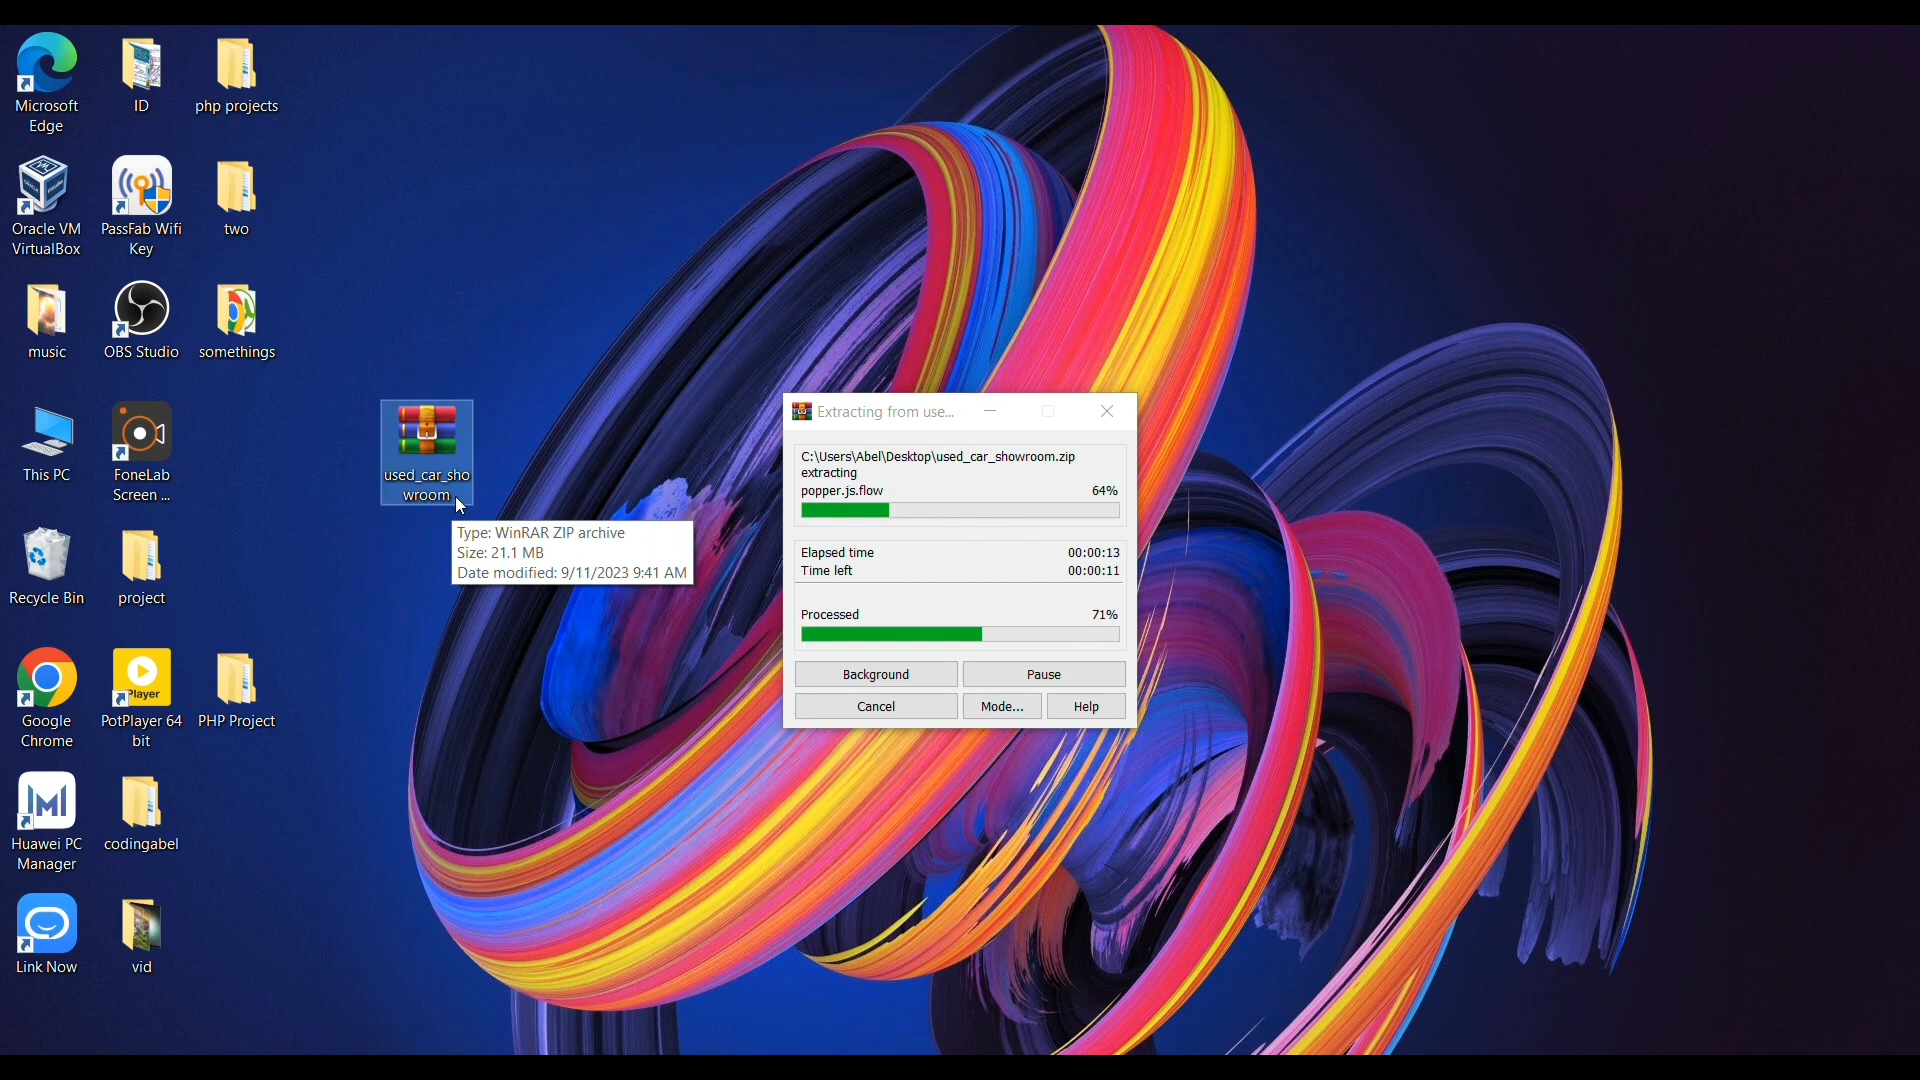 Microsoft
Edge
ID
php projects
Oracle VM
VirtualBox
PassFab Wifi
Key
two
music
OBS Studio
somethings
This PC
FoneLab
Screen ...
used_car_sho
wroom
Type: WinRAR ZIP archive
Size: 21.1 MB
Date modified: 9/11/2023 9:41 AM
Extracting from use...
C:\Users\Abel\Desktop\used_car_showroom.zip
extracting
popper.js.flow 64%
Elapsed time 00:00:13
Time left 00:00:11
Processed 71%
Background Pause
Cancel Mode... Help
Recycle Bin
project
Google
Chrome
Player
PotPlayer 64
bit
PHP Project
Huawei PC
Manager
codingabel
Link Now
vid